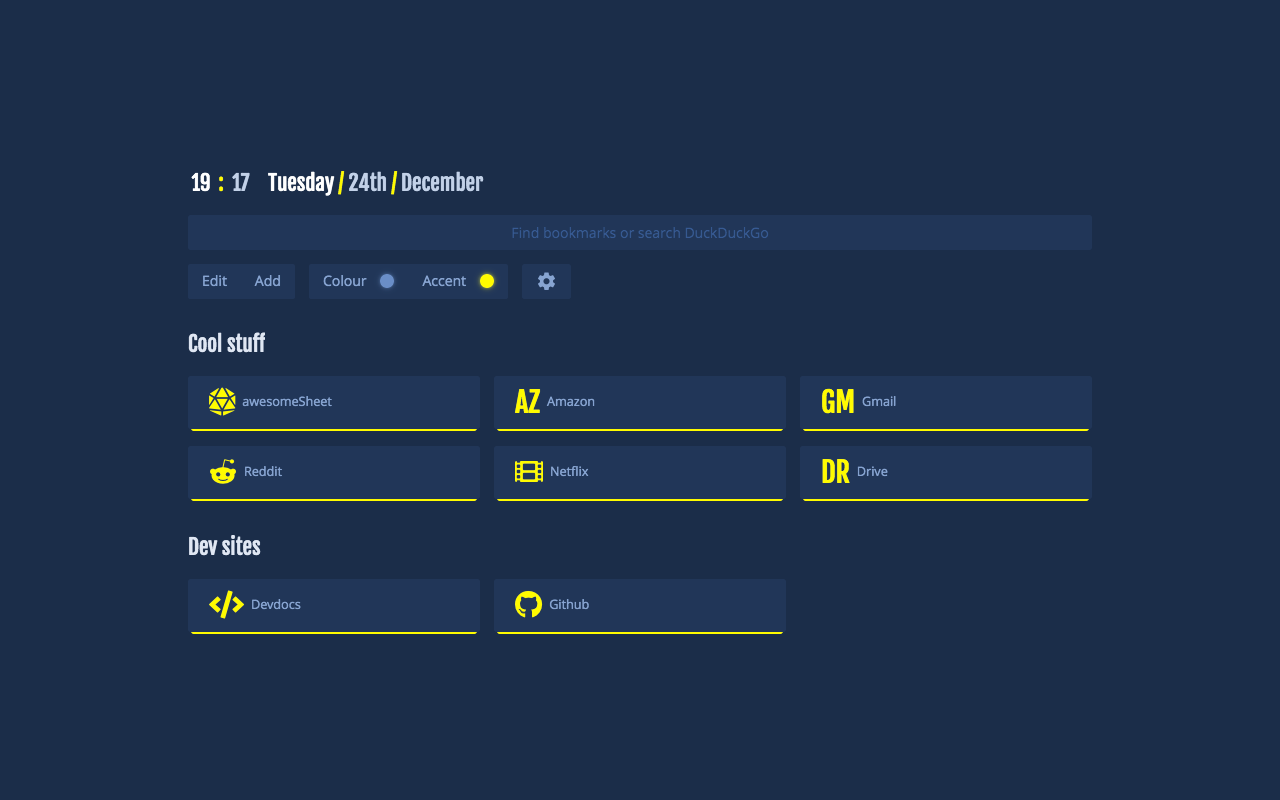 19 : 17 Tuesday / 24th / December
Find bookmarks or search DuckDuckGo
Edit Add Colour Accent
Cool stuff
awesomeSheet AZ Amazon GM Gmail
Reddit Netflix DR Drive
Dev sites
</> Devdocs Github